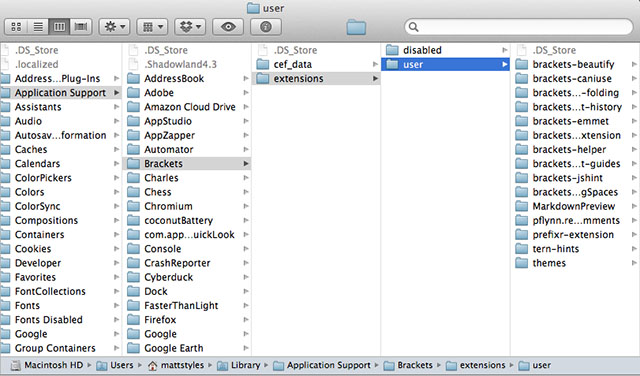 user
.DS_Store
.localized
Address...Plug-Ins
Application Support
Assistants
Audio
Autosav...formation
Caches
Calendars
ColorPickers
Colors
ColorSync
Compositions
Containers
Cookies
Developer
Favorites
FontCollections
Fonts
Fonts Disabled
Google
Group Containers
.DS_Store
.Shadowland4.3
AddressBook
Adobe
Amazon Cloud Drive
AppStudio
AppZapper
Automator
Brackets
Charles
Chess
Chromium
coconutBattery
com.app...uickLook
Console
CrashReporter
Cyberduck
Dock
FasterThanLight
Firefox
Google
Google Earth
.DS_Store
cef_data
extensions
disabled
user
.DS_Store
brackets-beautify
brackets-caniuse
brackets...-folding
brackets...t-history
brackets-emmet
brackets...xtension
brackets-helper
brackets...t-guides
brackets-jshint
brackets...gSpaces
MarkdownPreview
pflynn.re...mments
prefixr-extension
tern-hints
themes
Macintosh HD ▸ Users ▸ mattstyles ▸ Library ▸ Application Support ▸ Brackets ▸ extensions ▸ user